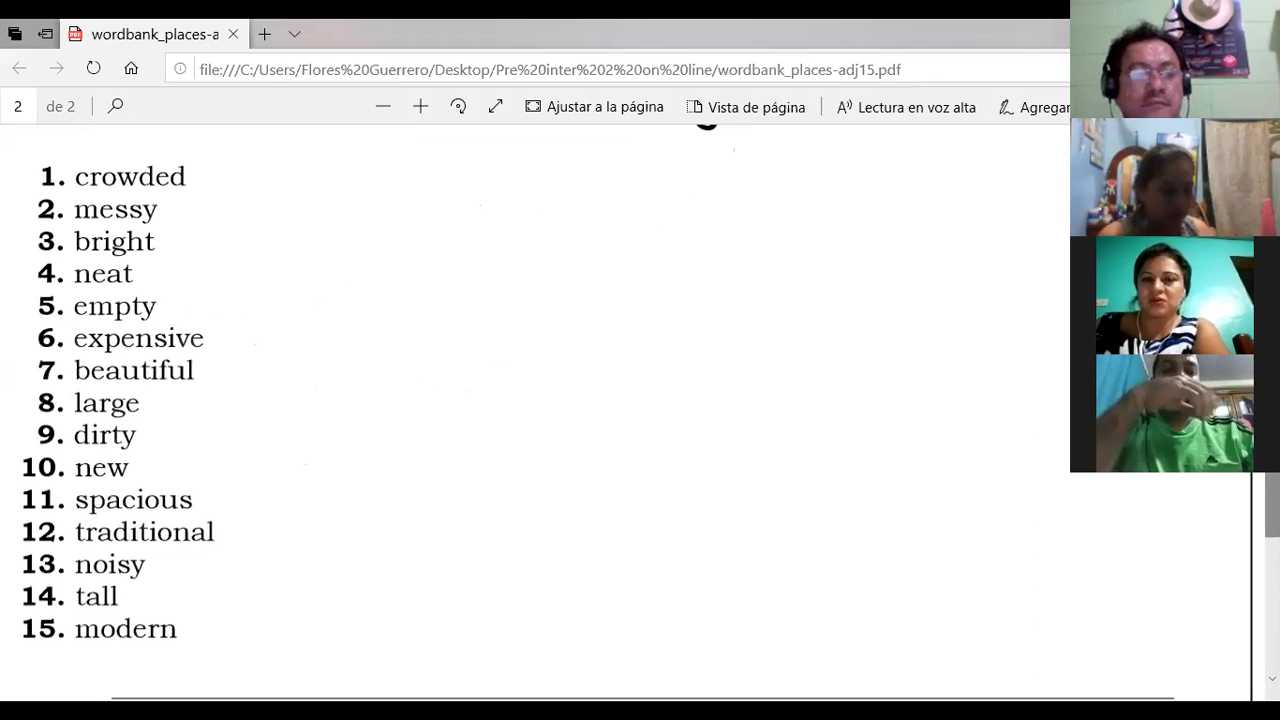 wordbank_places-a
file:///C:/Users/Flores%20Guerrero/Desktop/Pre%20inter%202%20on%20line/wordbank_places-adj15.pdf
2 de 2 Ajustar a la página Vista de página Lectura en voz alta Agregar
1. crowded
2. messy
3. bright
4. neat
5. empty
6. expensive
7. beautiful
8. large
9. dirty
10. new
11. spacious
12. traditional
13. noisy
14. tall
15. modern